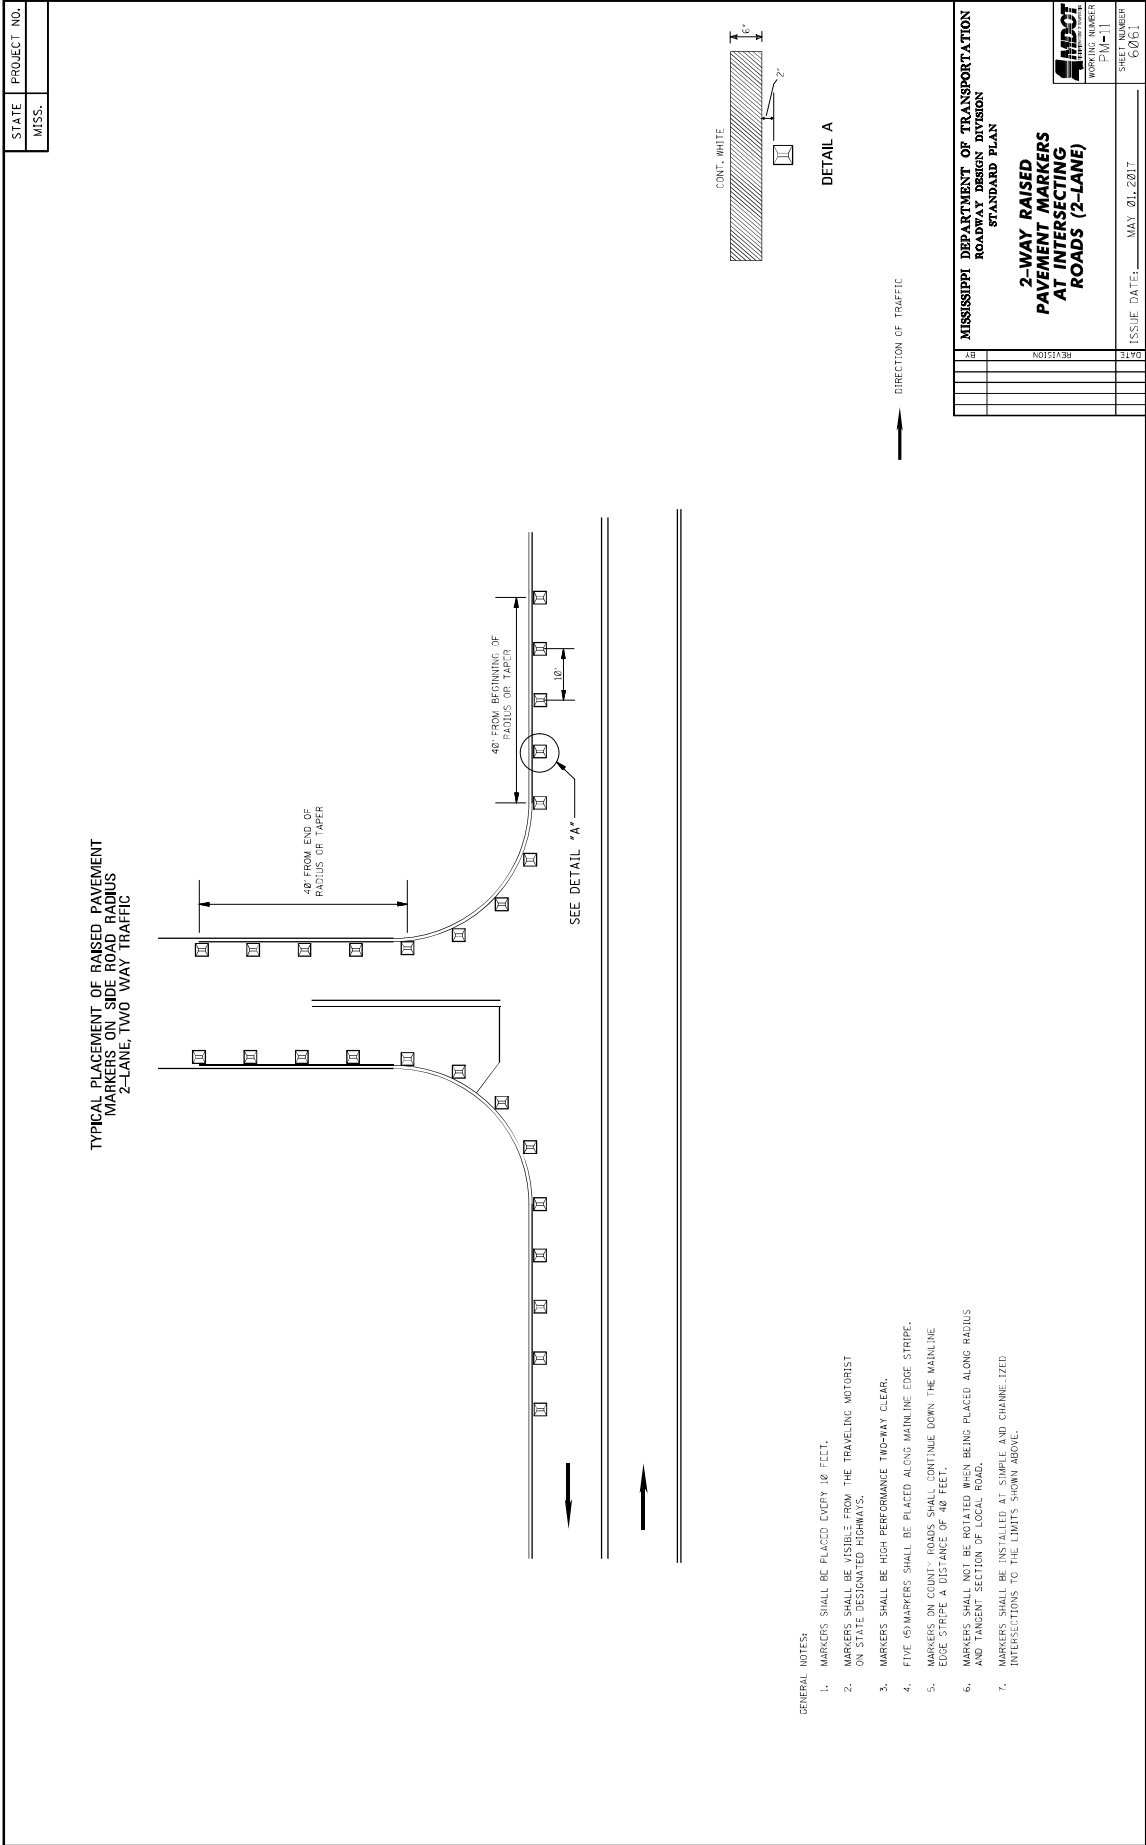 STATE PROJECT NO.
MISS.
TYPICAL PLACEMENT OF RAISED PAVEMENT
MARKERS ON SIDE ROAD RADIUS
2-LANE, TWO WAY TRAFFIC
40' FROM END OF
RADIUS OR TAPER
40' FROM BEGINNING OF
RADIUS OR TAPER
10'
SEE DETAIL "A"
CONT. WHITE
6"
2"
DETAIL A
DIRECTION OF TRAFFIC
GENERAL NOTES:
1. MARKERS SHALL BE PLACED EVERY 10 FEET.
2. MARKERS SHALL BE VISIBLE FROM THE TRAVELING MOTORIST
ON STATE DESIGNATED HIGHWAYS.
3. MARKERS SHALL BE HIGH PERFORMANCE TWO-WAY CLEAR.
4. FIVE (5) MARKERS SHALL BE PLACED ALONG MAINLINE EDGE STRIPE.
5. MARKERS ON COUNTY ROADS SHALL CONTINUE DOWN THE MAINLINE
EDGE STRIPE A DISTANCE OF 40 FEET.
6. MARKERS SHALL NOT BE ROTATED WHEN BEING PLACED ALONG RADIUS
AND TANGENT SECTION OF LOCAL ROAD.
7. MARKERS SHALL BE INSTALLED AT SIMPLE AND CHANNELIZED
INTERSECTIONS TO THE LIMITS SHOWN ABOVE.
BY
REVISION
DATE
MISSISSIPPI DEPARTMENT OF TRANSPORTATION
ROADWAY DESIGN DIVISION
STANDARD PLAN
2-WAY RAISED
PAVEMENT MARKERS
AT INTERSECTING
ROADS (2-LANE)
MDOT
WORKING NUMBER
PM-11
SHEET NUMBER
6061
ISSUE DATE: MAY 01, 2017